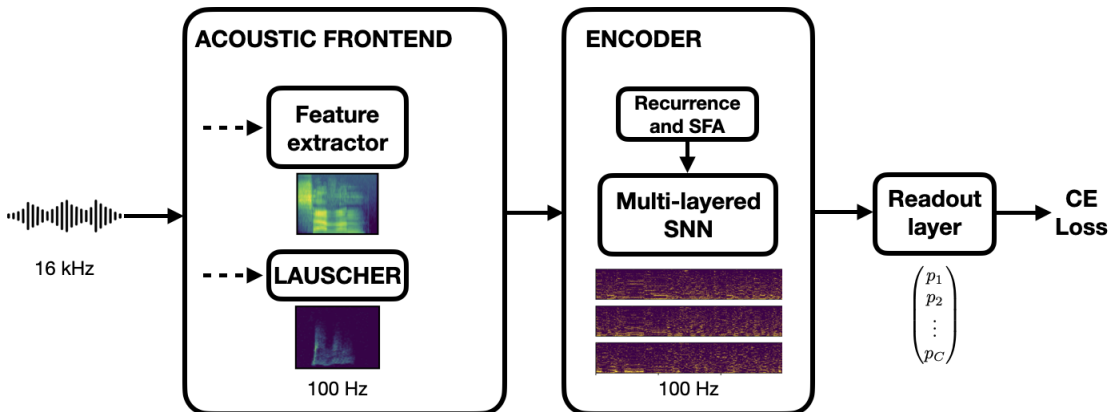 ACOUSTIC FRONTEND
Feature
extractor
LAUSCHER
100 Hz
16 kHz
ENCODER
Recurrence
and SFA
Multi-layered
SNN
100 Hz
Readout
layer
p₁
p₂
⋮
p_C
CE
Loss